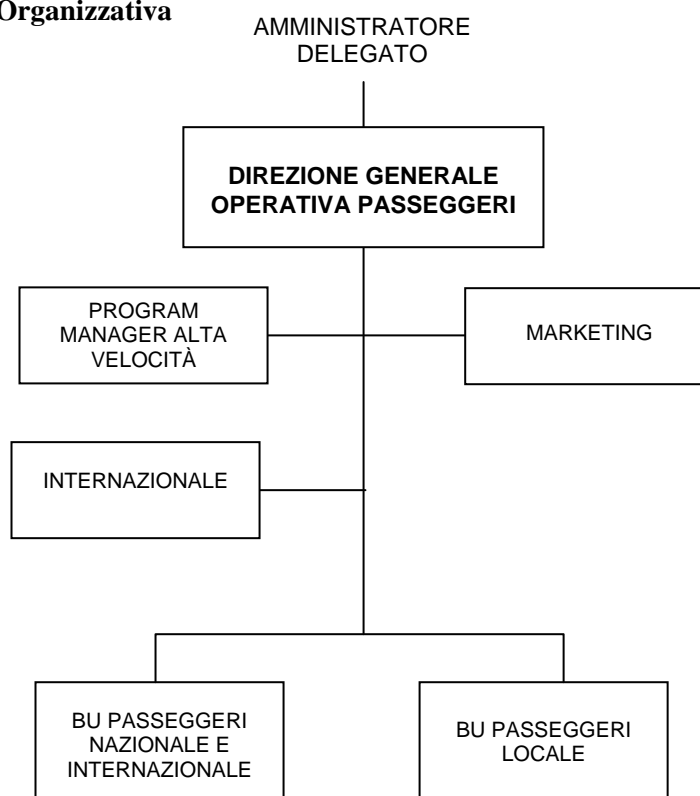 Organizzativa
AMMINISTRATORE
DELEGATO
DIREZIONE GENERALE
OPERATIVA PASSEGGERI
PROGRAM
MANAGER ALTA
VELOCITÀ
MARKETING
INTERNAZIONALE
BU PASSEGGERI
NAZIONALE E
INTERNAZIONALE
BU PASSEGGERI
LOCALE